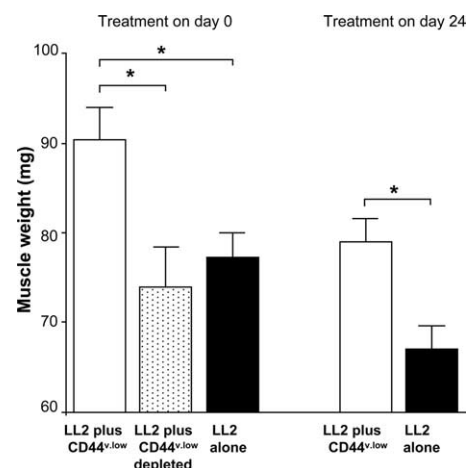 Treatment on day 0
Treatment on day 24
Muscle weight (mg)
100
90
80
70
60
*
*
*
LL2 plus
CD44v.low
LL2 plus
CD44v.low
depleted
LL2
alone
LL2 plus
CD44v.low
LL2
alone